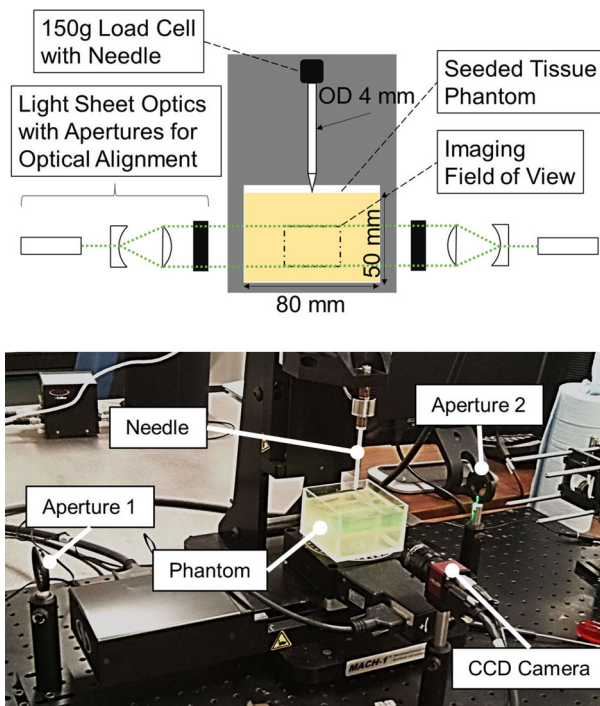 150g Load Cell
with Needle
OD 4 mm
Seeded Tissue
Phantom
Light Sheet Optics
with Apertures for
Optical Alignment
Imaging
Field of View
50 mm
80 mm
Needle
Aperture 2
Aperture 1
Phantom
MACH-1
CCD Camera